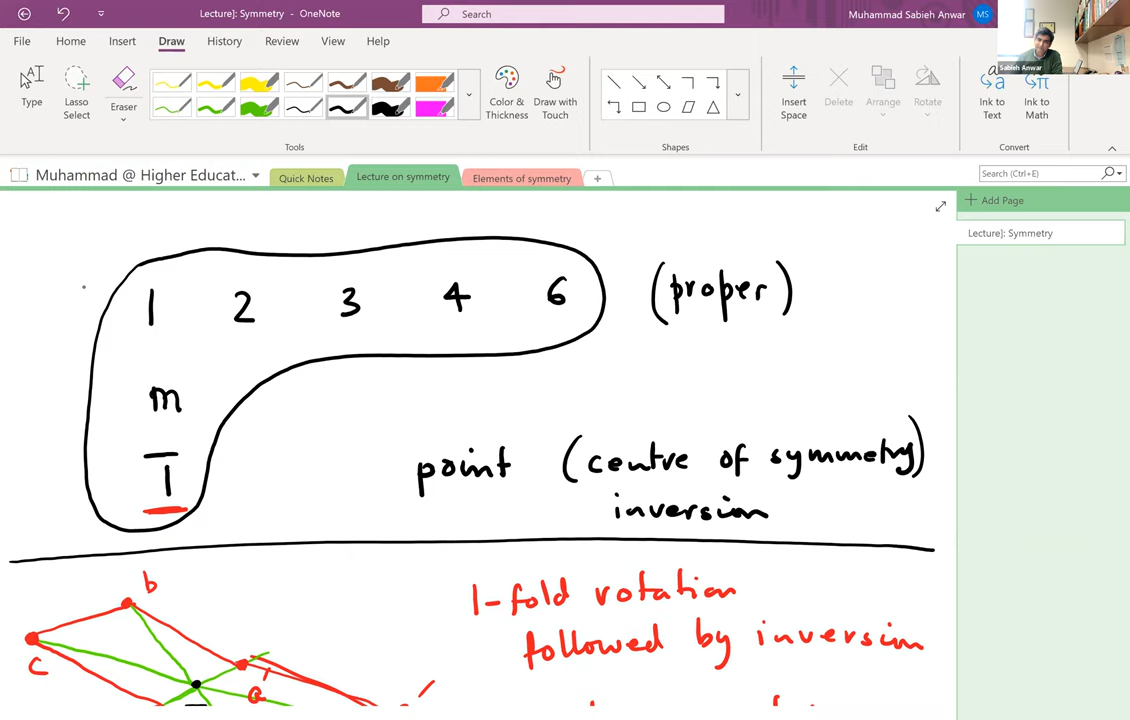 Lecture]: Symmetry - OneNote
Search
Muhammad Sabieh Anwar
MS
Sabieh Anwar
File Home Insert Draw History Review View Help
Type
Lasso Select
Eraser
Color & Thickness
Draw with Touch
Insert Space
Delete
Arrange
Rotate
Ink to Text
Ink to Math
Tools
Shapes
Edit
Convert
Muhammad @ Higher Educat...
Quick Notes
Lecture on symmetry
Elements of symmetry
Search (Ctrl+E)
Add Page
Lecture]: Symmetry
1 2 3 4 6 (proper)
m
1̅ point (centre of symmetry)
inversion
b
1-fold rotation
followed by inversion
c
a